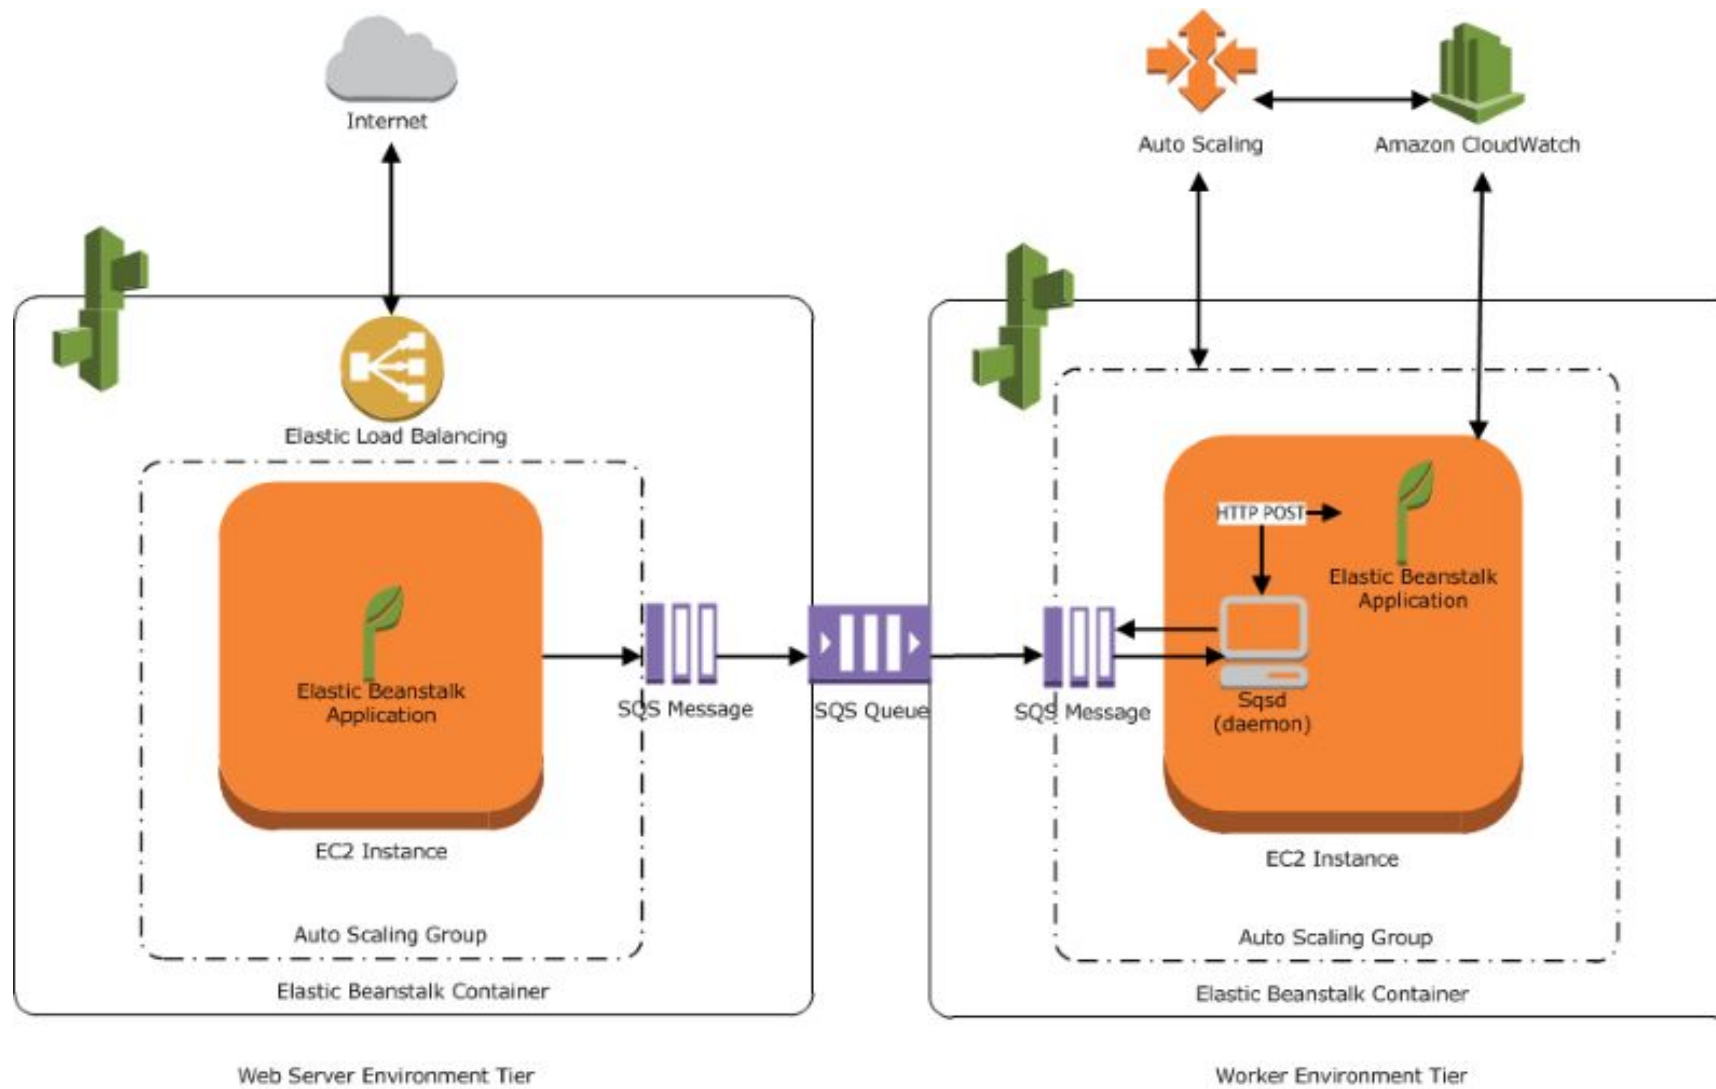 Internet
Auto Scaling
Amazon CloudWatch
Elastic Load Balancing
Elastic Beanstalk
Application
EC2 Instance
Auto Scaling Group
Elastic Beanstalk Container
Web Server Environment Tier
SQS Message
SQS Queue
SQS Message
HTTP POST
Elastic Beanstalk
Application
Sqsd
(daemon)
EC2 Instance
Auto Scaling Group
Elastic Beanstalk Container
Worker Environment Tier